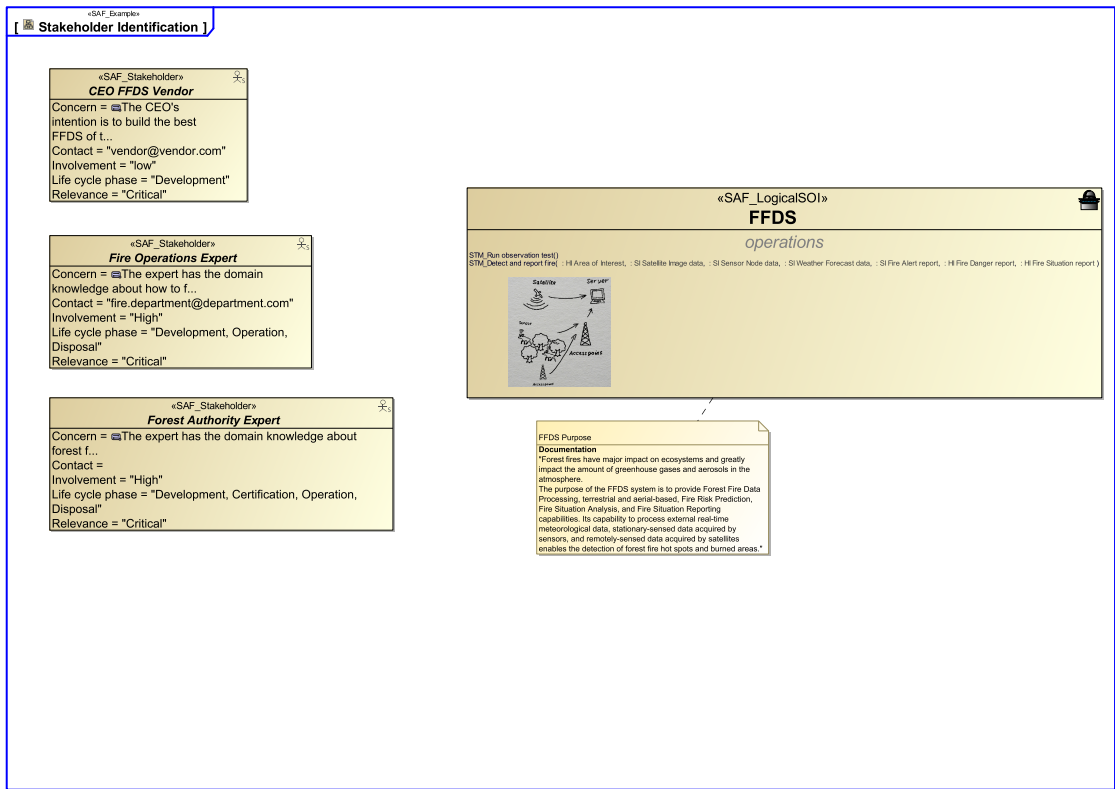 «SAF_Example»
[ Stakeholder Identification ]
«SAF_Stakeholder»
CEO FFDS Vendor
Concern = The CEO's
intention is to build the best
FFDS of t...
Contact = "vendor@vendor.com"
Involvement = "low"
Life cycle phase = "Development"
Relevance = "Critical"
«SAF_Stakeholder»
Fire Operations Expert
Concern = The expert has the domain
knowledge about how to f...
Contact = "fire.department@department.com"
Involvement = "High"
Life cycle phase = "Development, Operation,
Disposal"
Relevance = "Critical"
«SAF_Stakeholder»
Forest Authority Expert
Concern = The expert has the domain knowledge about
forest f...
Contact =
Involvement = "High"
Life cycle phase = "Development, Certification, Operation,
Disposal"
Relevance = "Critical"
«SAF_LogicalSOI»
FFDS
operations
STM_Run observation test()
STM_Detect and report fire( : HI Area of Interest, : SI Satellite Image data, : SI Sensor Node data, : SI Weather Forecast data, : SI Fire Alert report, : HI Fire Danger report, : HI Fire Situation report )
Satellite
Server
Sensor
Accesspoint
Accesspoint
FFDS Purpose
Documentation
"Forest fires have major impact on ecosystems and greatly
impact the amount of greenhouse gases and aerosols in the
atmosphere.
The purpose of the FFDS system is to provide Forest Fire Data
Processing, terrestrial and aerial-based, Fire Risk Prediction,
Fire Situation Analysis, and Fire Situation Reporting
capabilities. Its capability to process external real-time
meteorological data, stationary-sensed data acquired by
sensors, and remotely-sensed data acquired by satellites
enables the detection of forest fire hot spots and burned areas."